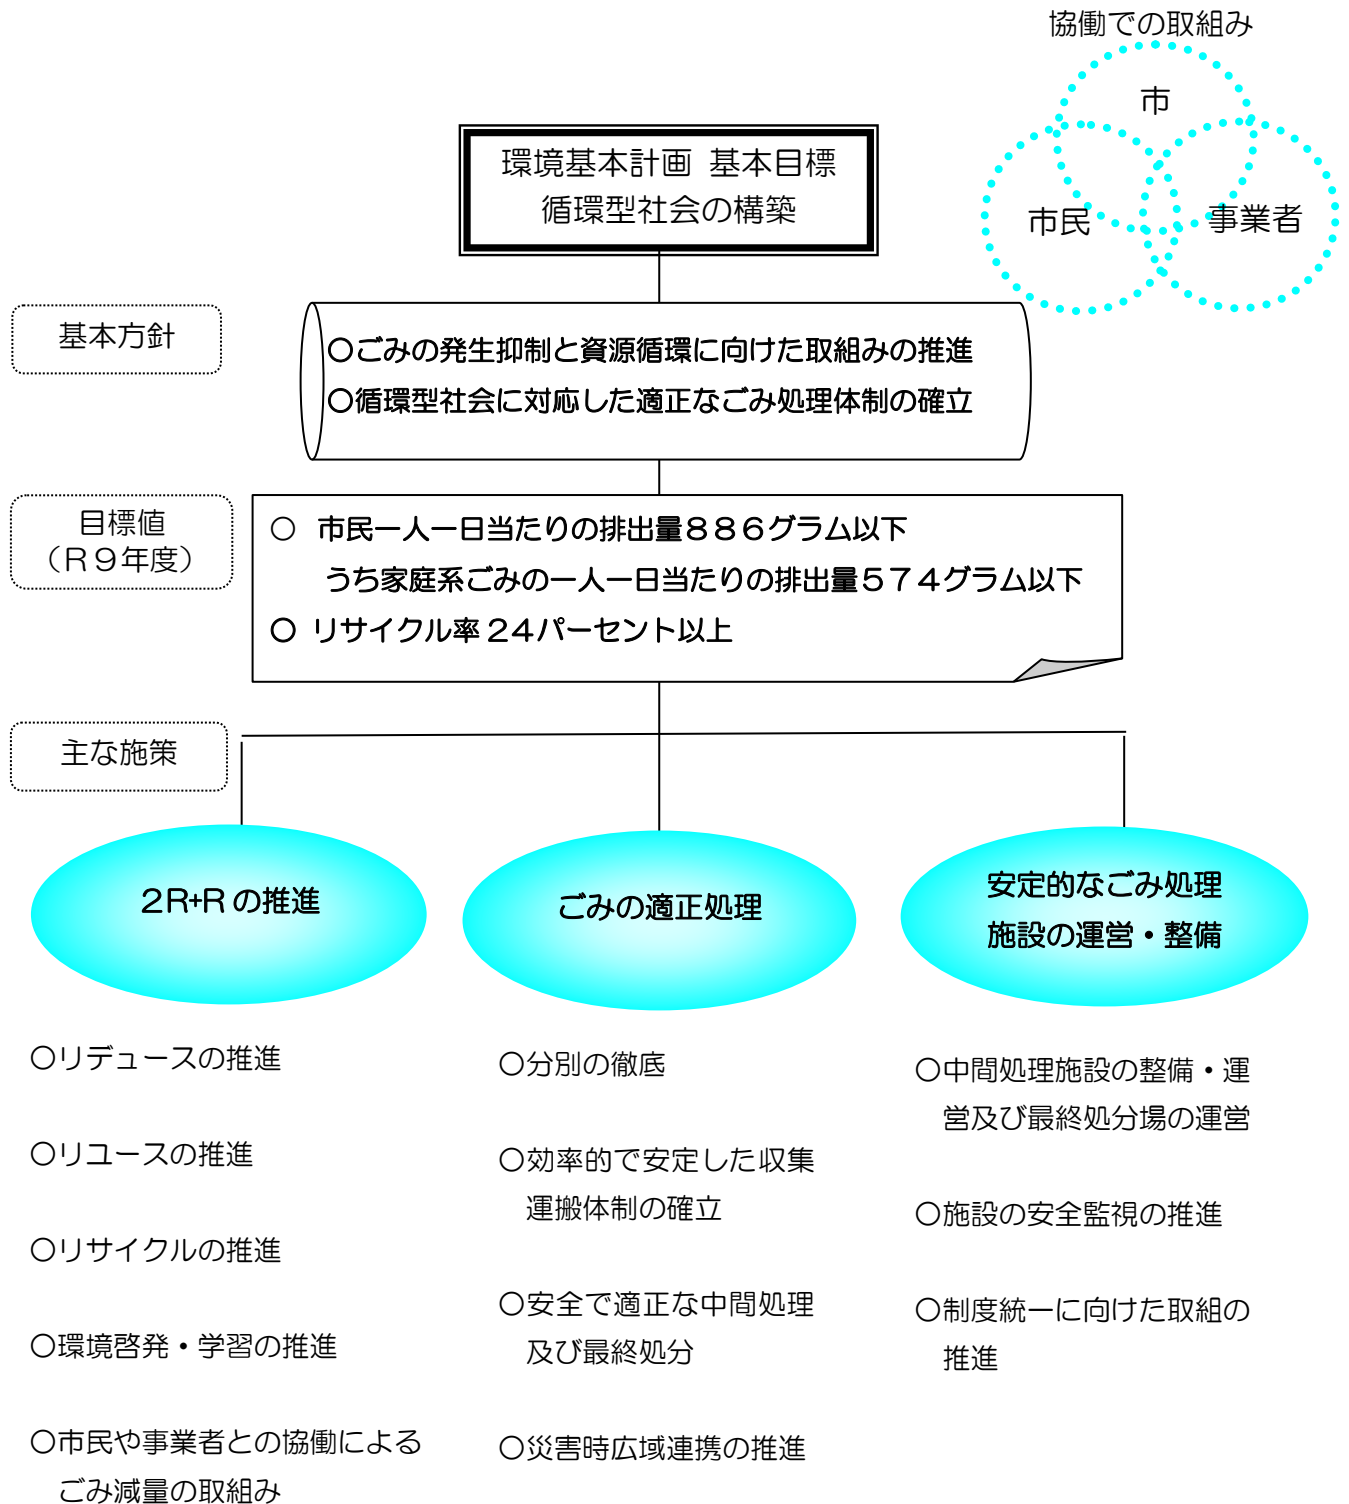 協働での取組み
市
市民
事業者
環境基本計画 基本目標
循環型社会の構築
基本方針
○ごみの発生抑制と資源循環に向けた取組みの推進
○循環型社会に対応した適正なごみ処理体制の確立
目標値
（R９年度）
○ 市民一人一日当たりの排出量８８６グラム以下
うち家庭系ごみの一人一日当たりの排出量５７４グラム以下
○ リサイクル率 24パーセント以上
主な施策
２R+R の推進
○リデュースの推進
○リユースの推進
○リサイクルの推進
○環境啓発・学習の推進
○市民や事業者との協働による
ごみ減量の取組み
ごみの適正処理
○分別の徹底
○効率的で安定した収集
運搬体制の確立
○安全で適正な中間処理
及び最終処分
○災害時広域連携の推進
安定的なごみ処理
施設の運営・整備
○中間処理施設の整備・運
営及び最終処分場の運営
○施設の安全監視の推進
○制度統一に向けた取組の
推進